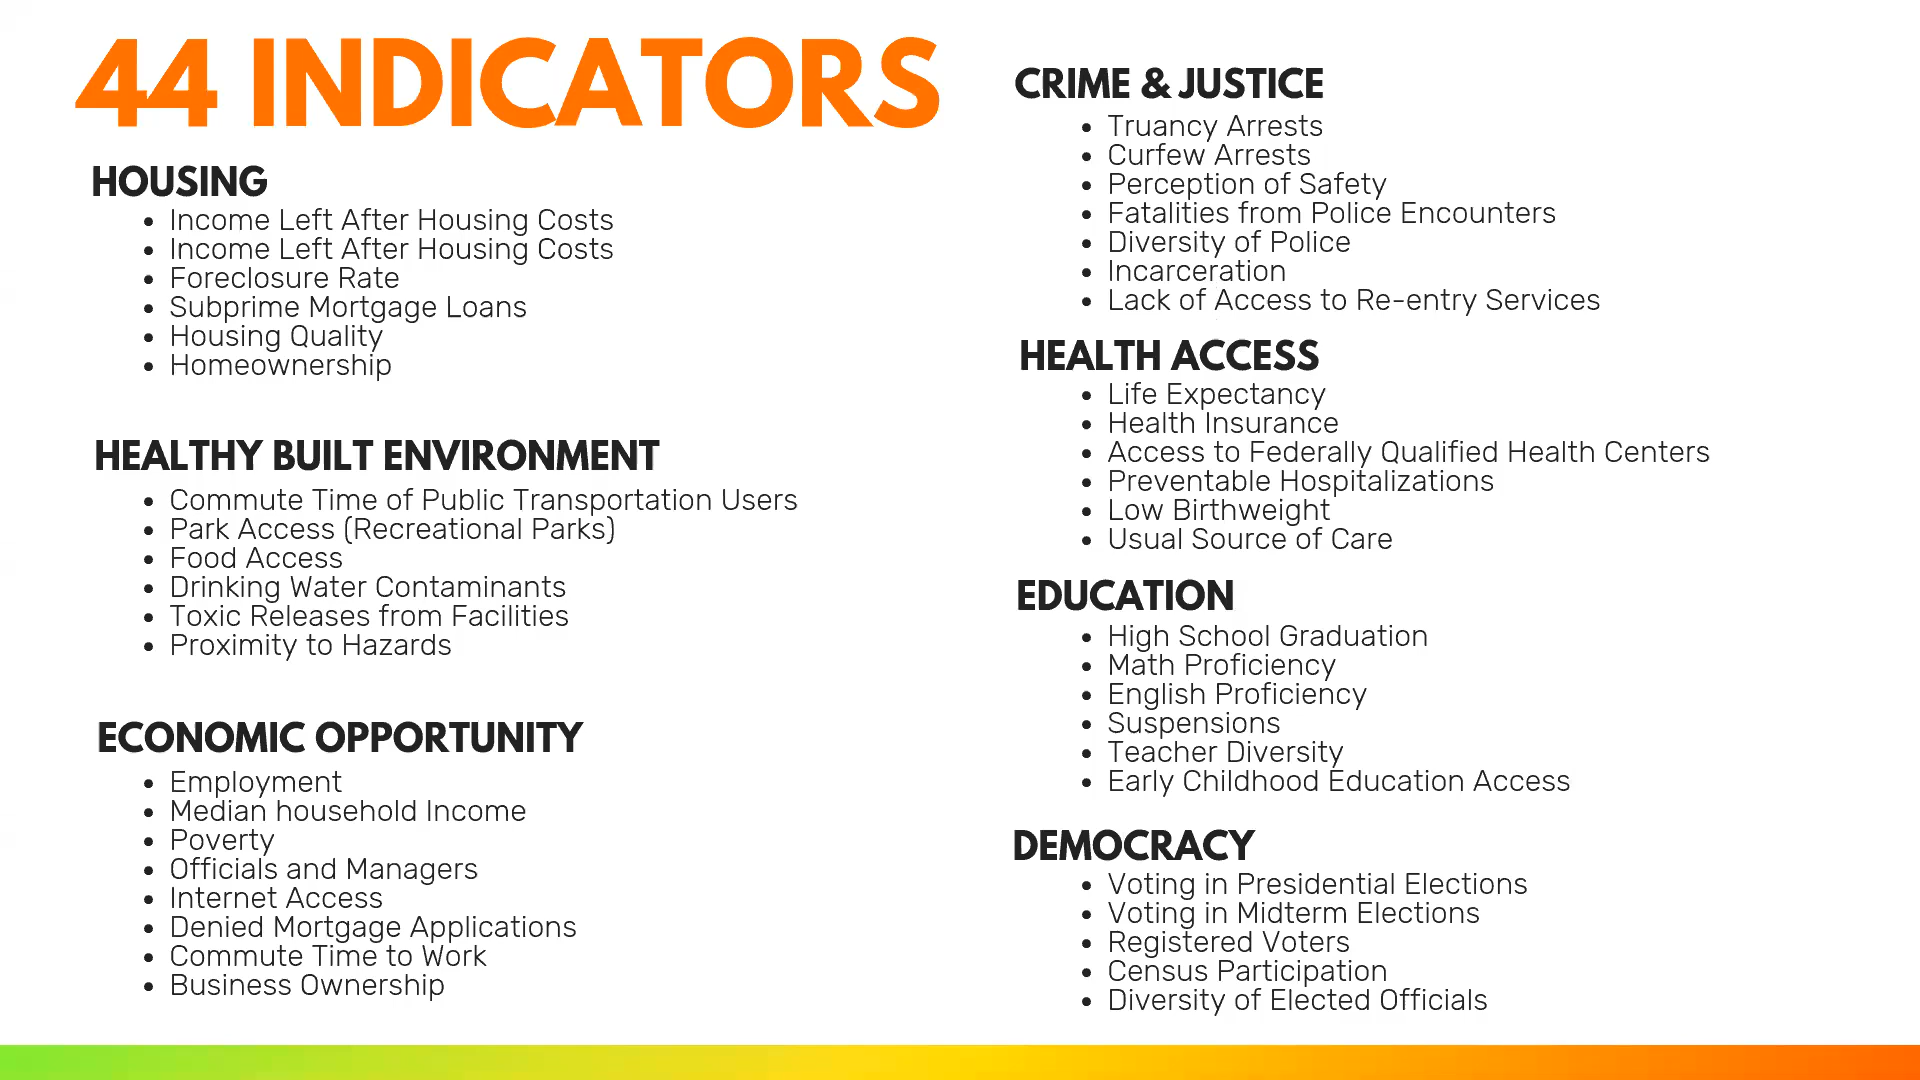 44 INDICATORS
HOUSING
• Income Left After Housing Costs
• Income Left After Housing Costs
• Foreclosure Rate
• Subprime Mortgage Loans
• Housing Quality
• Homeownership
HEALTHY BUILT ENVIRONMENT
• Commute Time of Public Transportation Users
• Park Access (Recreational Parks)
• Food Access
• Drinking Water Contaminants
• Toxic Releases from Facilities
• Proximity to Hazards
ECONOMIC OPPORTUNITY
• Employment
• Median household Income
• Poverty
• Officials and Managers
• Internet Access
• Denied Mortgage Applications
• Commute Time to Work
• Business Ownership
CRIME & JUSTICE
• Truancy Arrests
• Curfew Arrests
• Perception of Safety
• Fatalities from Police Encounters
• Diversity of Police
• Incarceration
• Lack of Access to Re-entry Services
HEALTH ACCESS
• Life Expectancy
• Health Insurance
• Access to Federally Qualified Health Centers
• Preventable Hospitalizations
• Low Birthweight
• Usual Source of Care
EDUCATION
• High School Graduation
• Math Proficiency
• English Proficiency
• Suspensions
• Teacher Diversity
• Early Childhood Education Access
DEMOCRACY
• Voting in Presidential Elections
• Voting in Midterm Elections
• Registered Voters
• Census Participation
• Diversity of Elected Officials